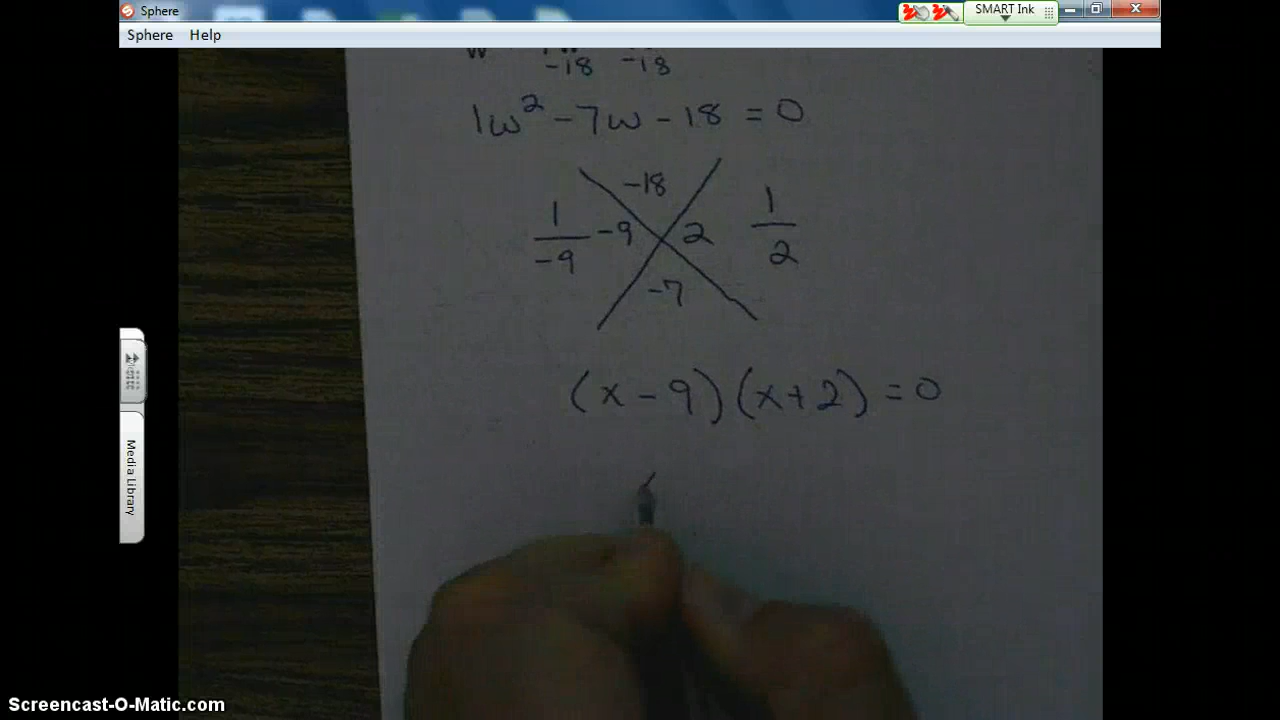 Sphere
SMART Ink
Sphere Help
-18 -18
1w² - 7w - 18 = 0
-18
1 1
-9 -9 2 2
-7
(x - 9)(x + 2) = 0
Media Library
Screencast-O-Matic.com